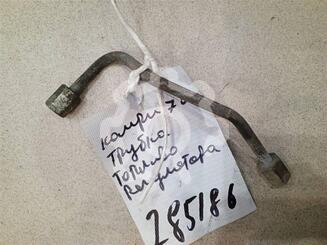 камри 70
трубка
топливо
регулятора
285186